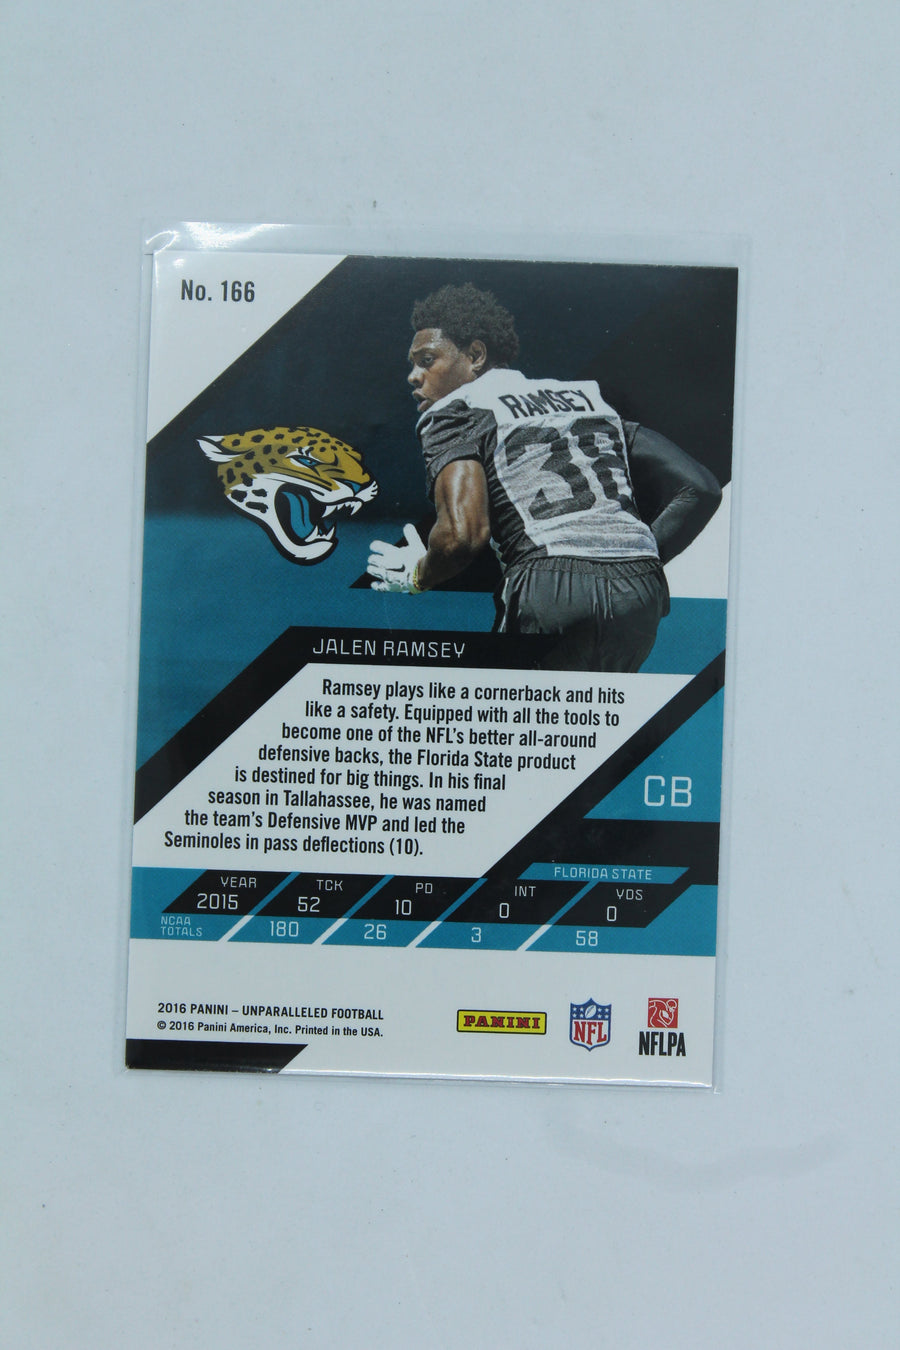 No. 166
RAMSEY
38
JALEN RAMSEY
Ramsey plays like a cornerback and hits
like a safety. Equipped with all the tools to
become one of the NFL's better all-around
defensive backs, the Florida State product
is destined for big things. In his final
season in Tallahassee, he was named
the team's Defensive MVP and led the
Seminoles in pass deflections (10).
CB
FLORIDA STATE
YEAR TCK PD INT YDS
2015 52 10 0 0
NCAA TOTALS 180 26 3 58
2016 PANINI – UNPARALLELED FOOTBALL
© 2016 Panini America, Inc. Printed in the USA.
PANINI
NFL
NFLPA